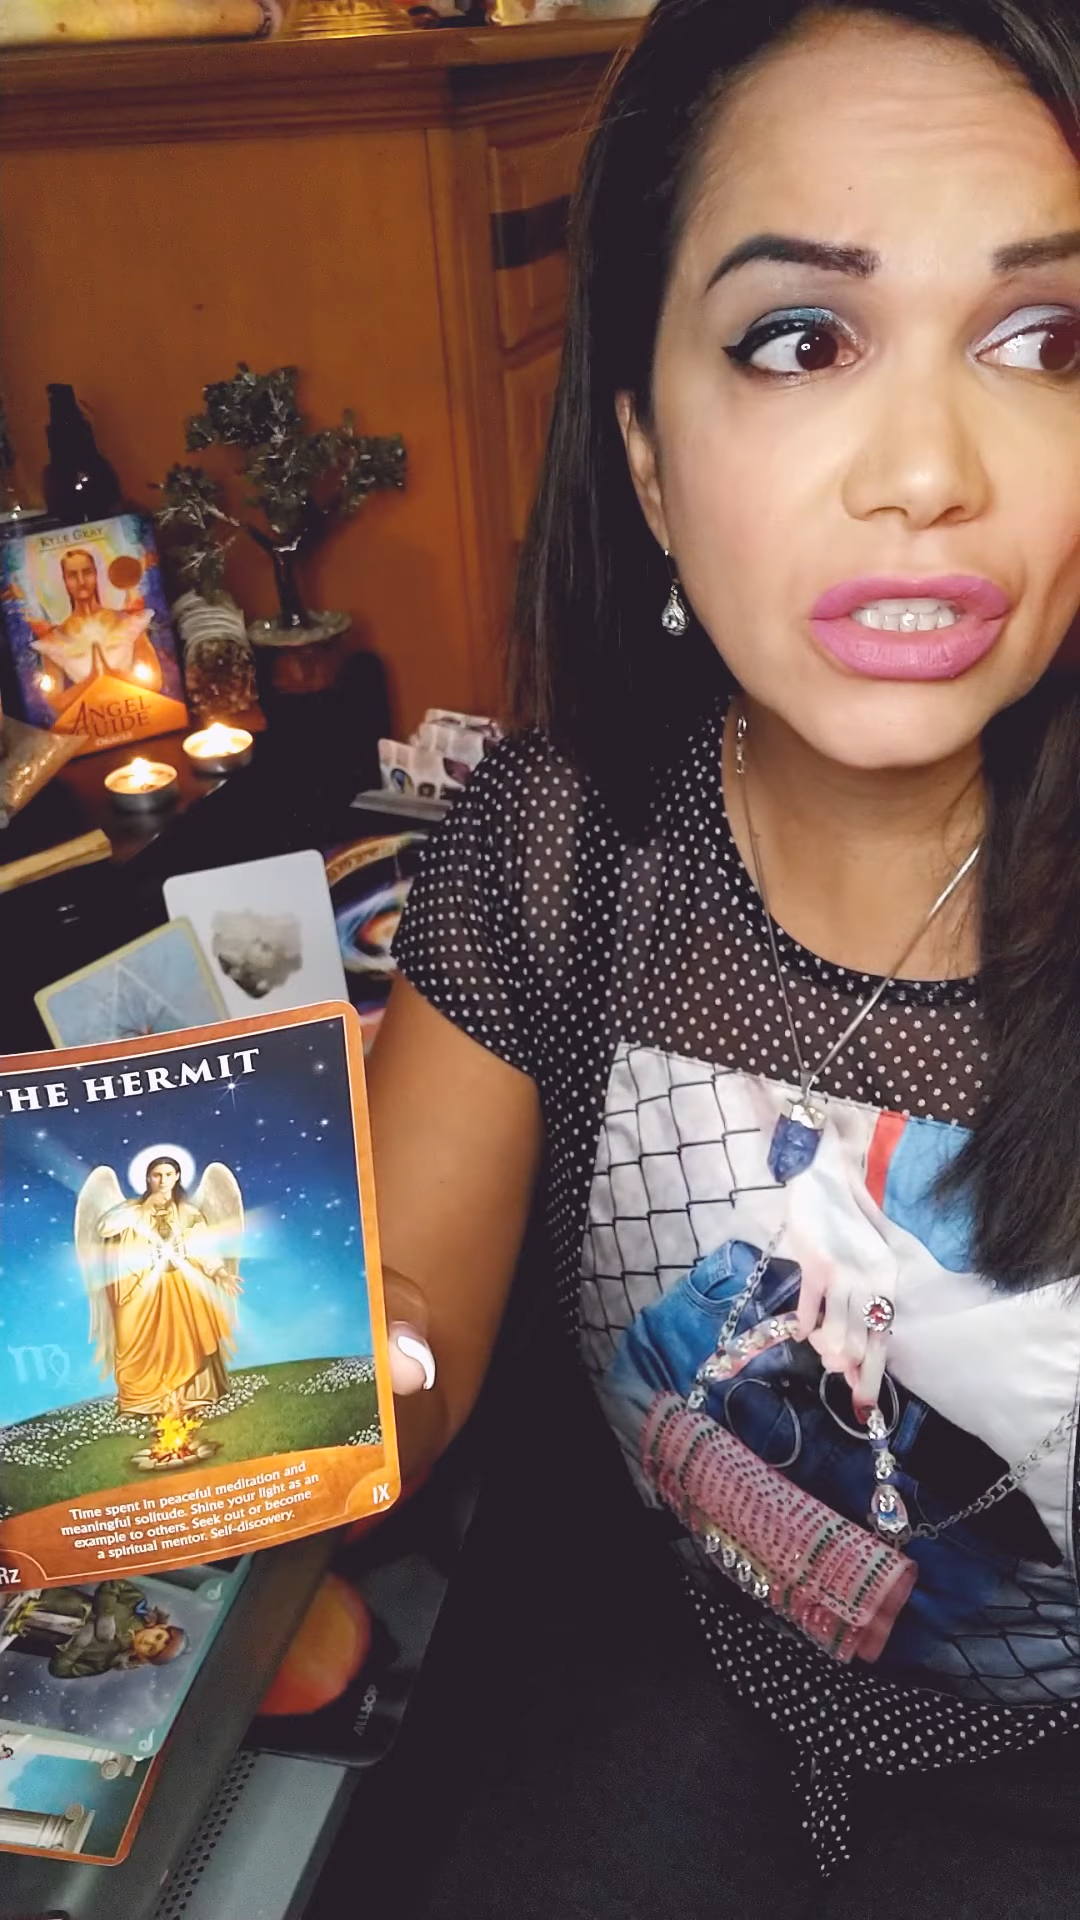 KYLE GRAY
ANGEL
GUIDE
THE HERMIT
Time spent in peaceful meditation and
meaningful solitude. Shine your light as an
example to others. Seek out or become
a spiritual mentor. Self-discovery.
IX
RZ
ALLSOP